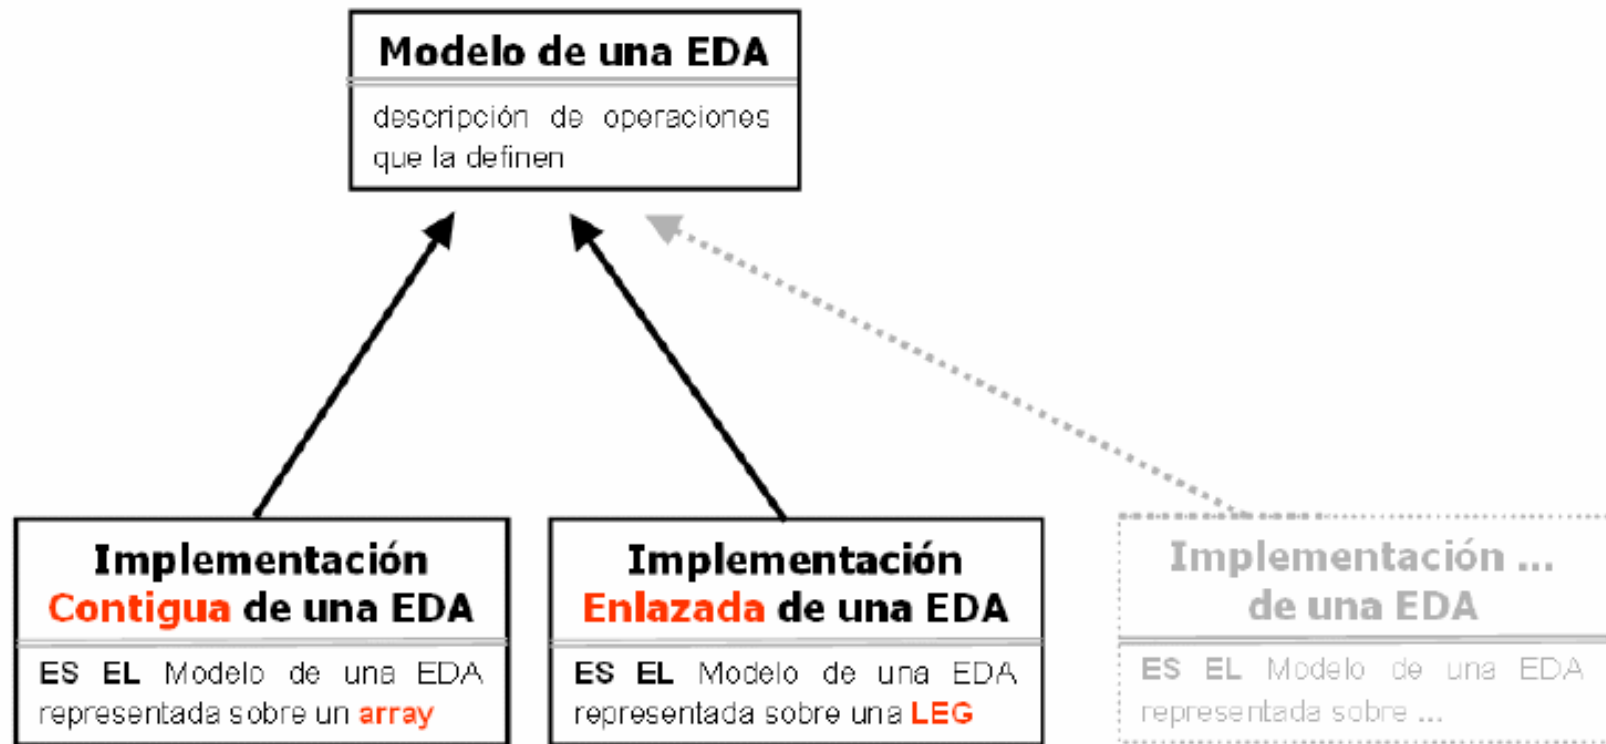 Modelo de una EDA
descripción de operaciones
que la definen
Implementación
Contigua de una EDA
ES EL Modelo de una EDA
representada sobre un array
Implementación
Enlazada de una EDA
ES EL Modelo de una EDA
representada sobre una LEG
Implementación ...
de una EDA
ES EL Modelo de una EDA
representada sobre ...